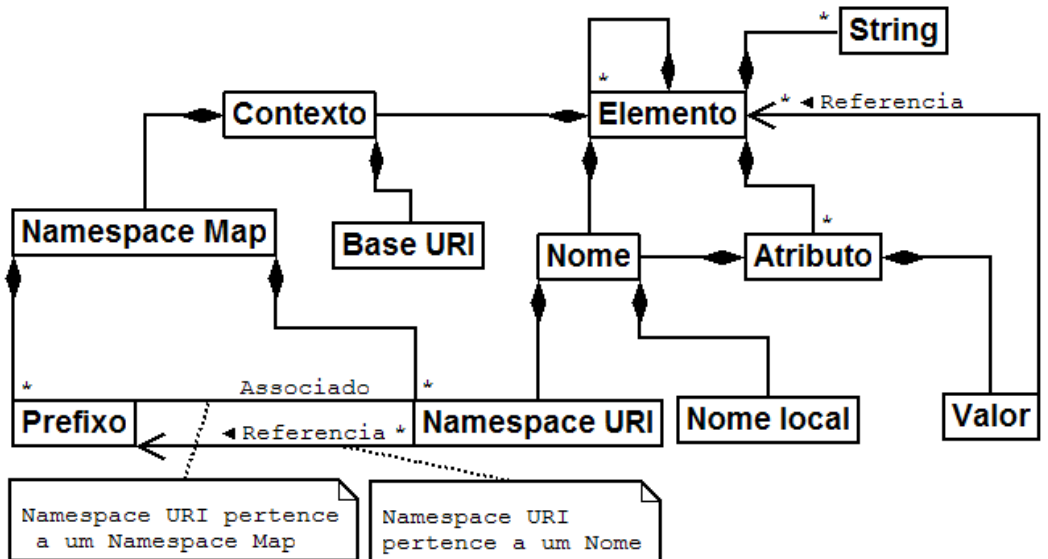 * String
*
Contexto
Elemento
* ◄ Referencia
Namespace Map
Base URI
Nome
*
Atributo
*
Associado
*
Prefixo
◄ Referencia *
Namespace URI
Nome local
Valor
Namespace URI pertence
a um Namespace Map
Namespace URI
pertence a um Nome